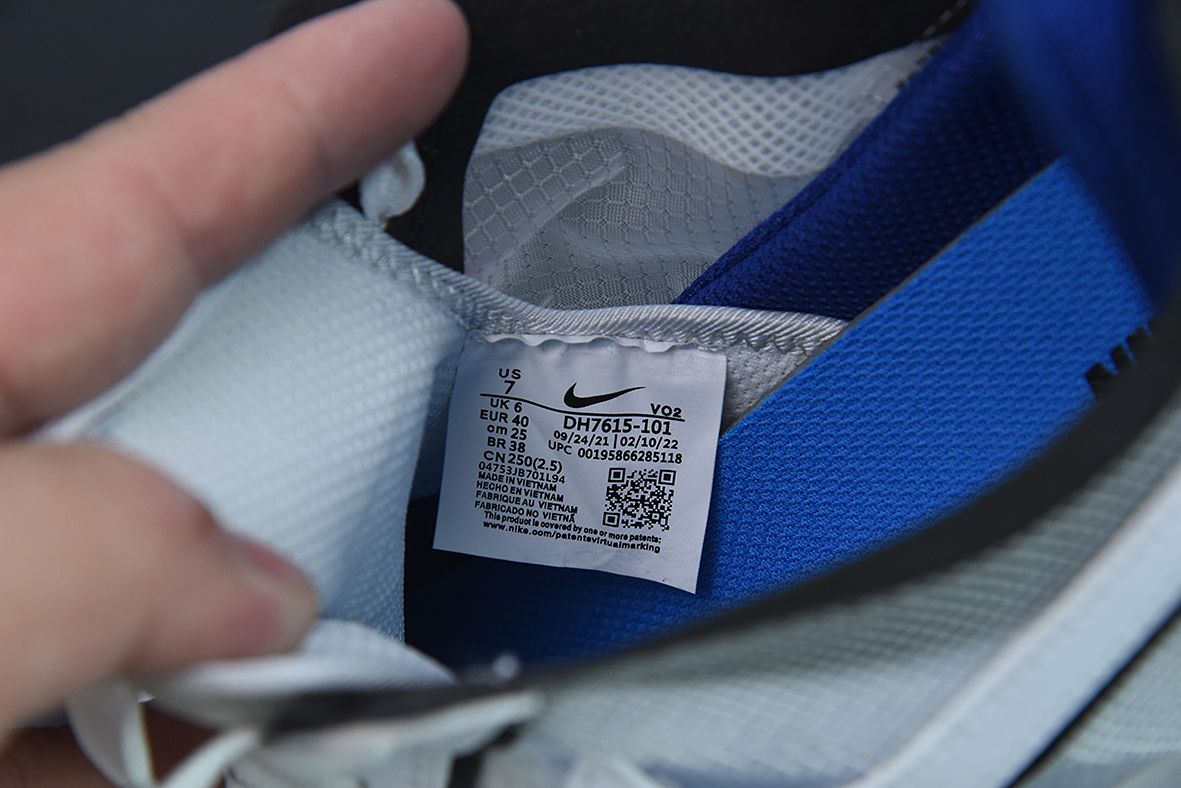 US
7
UK 6
EUR 40
cm 25
BR 38
CN 250(2.5)
VO2
DH7615-101
09/24/21 | 02/10/22
UPC 00195866285118
04753JB701L94
MADE IN VIETNAM
HECHO EN VIETNAM
FABRIQUE AU VIETNAM
FABRICADO NO VIETNÃ
This product is covered by one or more patents:
www.nike.com/patentsvirtualmarking